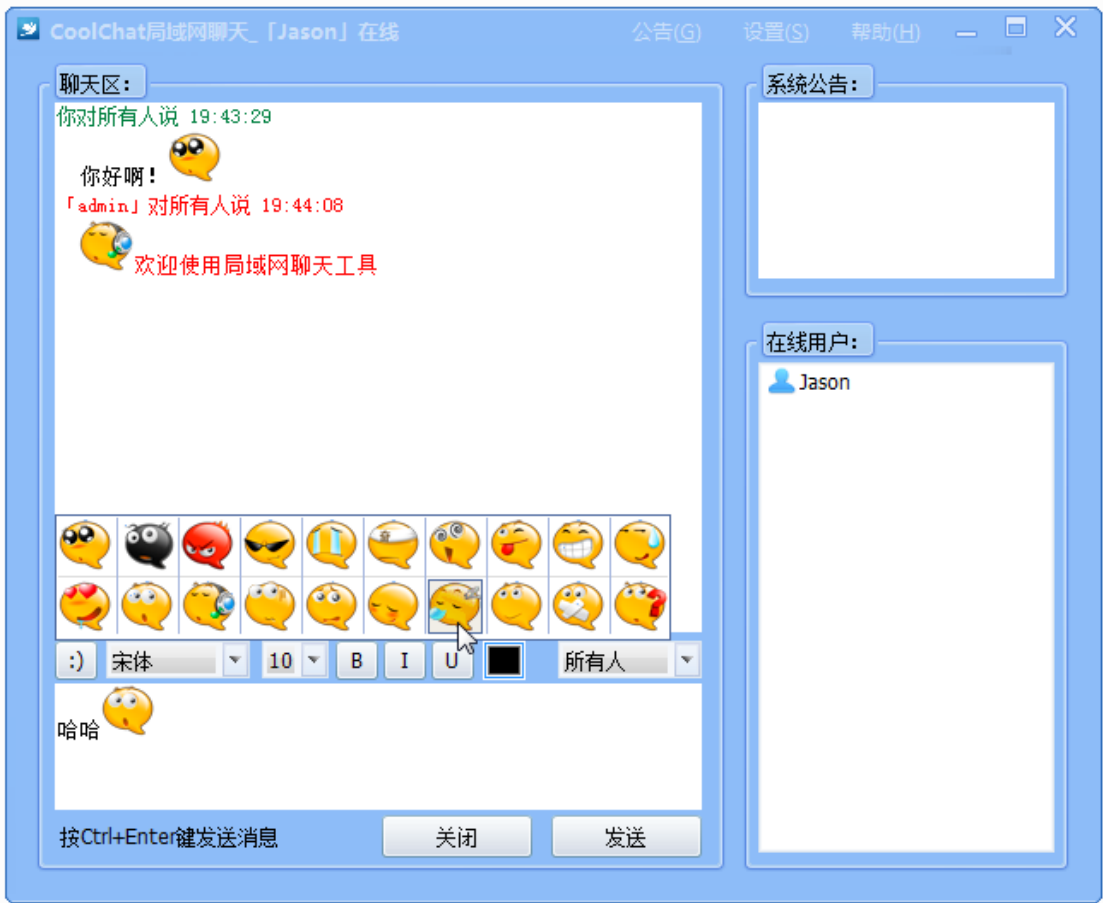 CoolChat局域网聊天_「Jason」在线 公告(G) 设置(S) 帮助(H)
聊天区：
你对所有人说 19:43:29
你好啊！
「admin」对所有人说 19:44:08
欢迎使用局域网聊天工具
:) 宋体 10 B I U 所有人
哈哈
按Ctrl+Enter键发送消息 关闭 发送
系统公告：
在线用户：
Jason